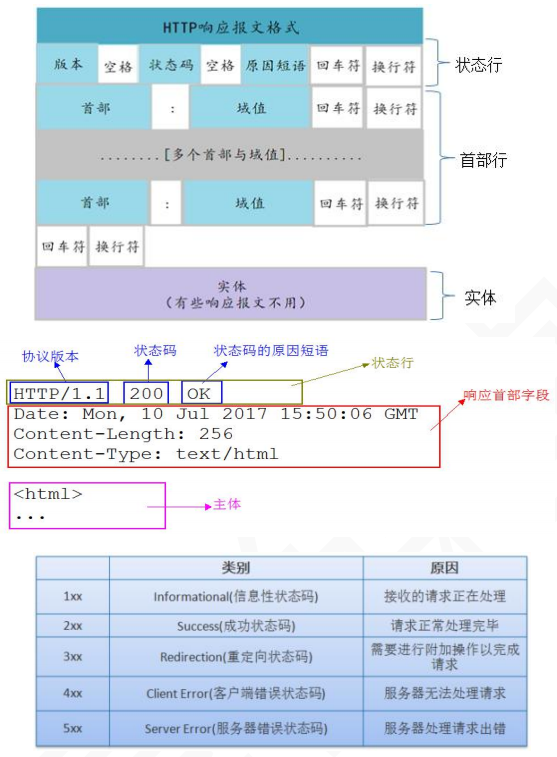 HTTP响应报文格式
版本 空格 状态码 空格 原因短语 回车符 换行符 状态行
首部 : 域值 回车符 换行符
........[多个首部与域值].......... 首部行
首部 : 域值 回车符 换行符
回车符 换行符
实体
(有些响应报文不用) 实体
协议版本 状态码 状态码的原因短语
状态行
HTTP/1.1 200 OK
响应首部字段
Date: Mon, 10 Jul 2017 15:50:06 GMT
Content-Length: 256
Content-Type: text/html
<html>
... 主体
类别 原因
1xx Informational(信息性状态码) 接收的请求正在处理
2xx Success(成功状态码) 请求正常处理完毕
3xx Redirection(重定向状态码) 需要进行附加操作以完成
请求
4xx Client Error(客户端错误状态码) 服务器无法处理请求
5xx Server Error(服务器错误状态码) 服务器处理请求出错